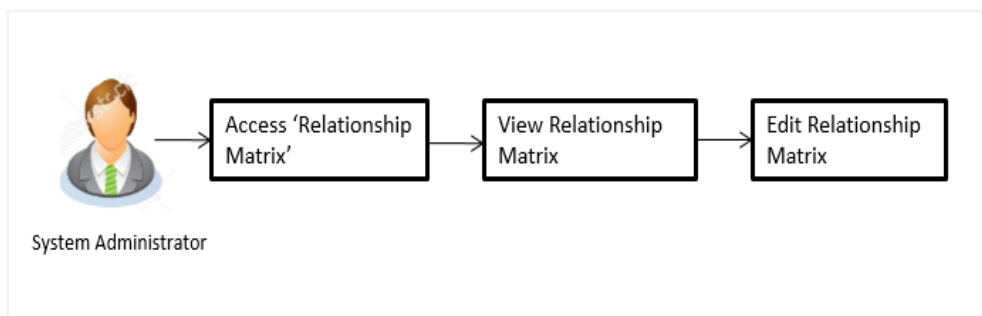 Access ‘Relationship
Matrix’
View Relationship
Matrix
Edit Relationship
Matrix
System Administrator